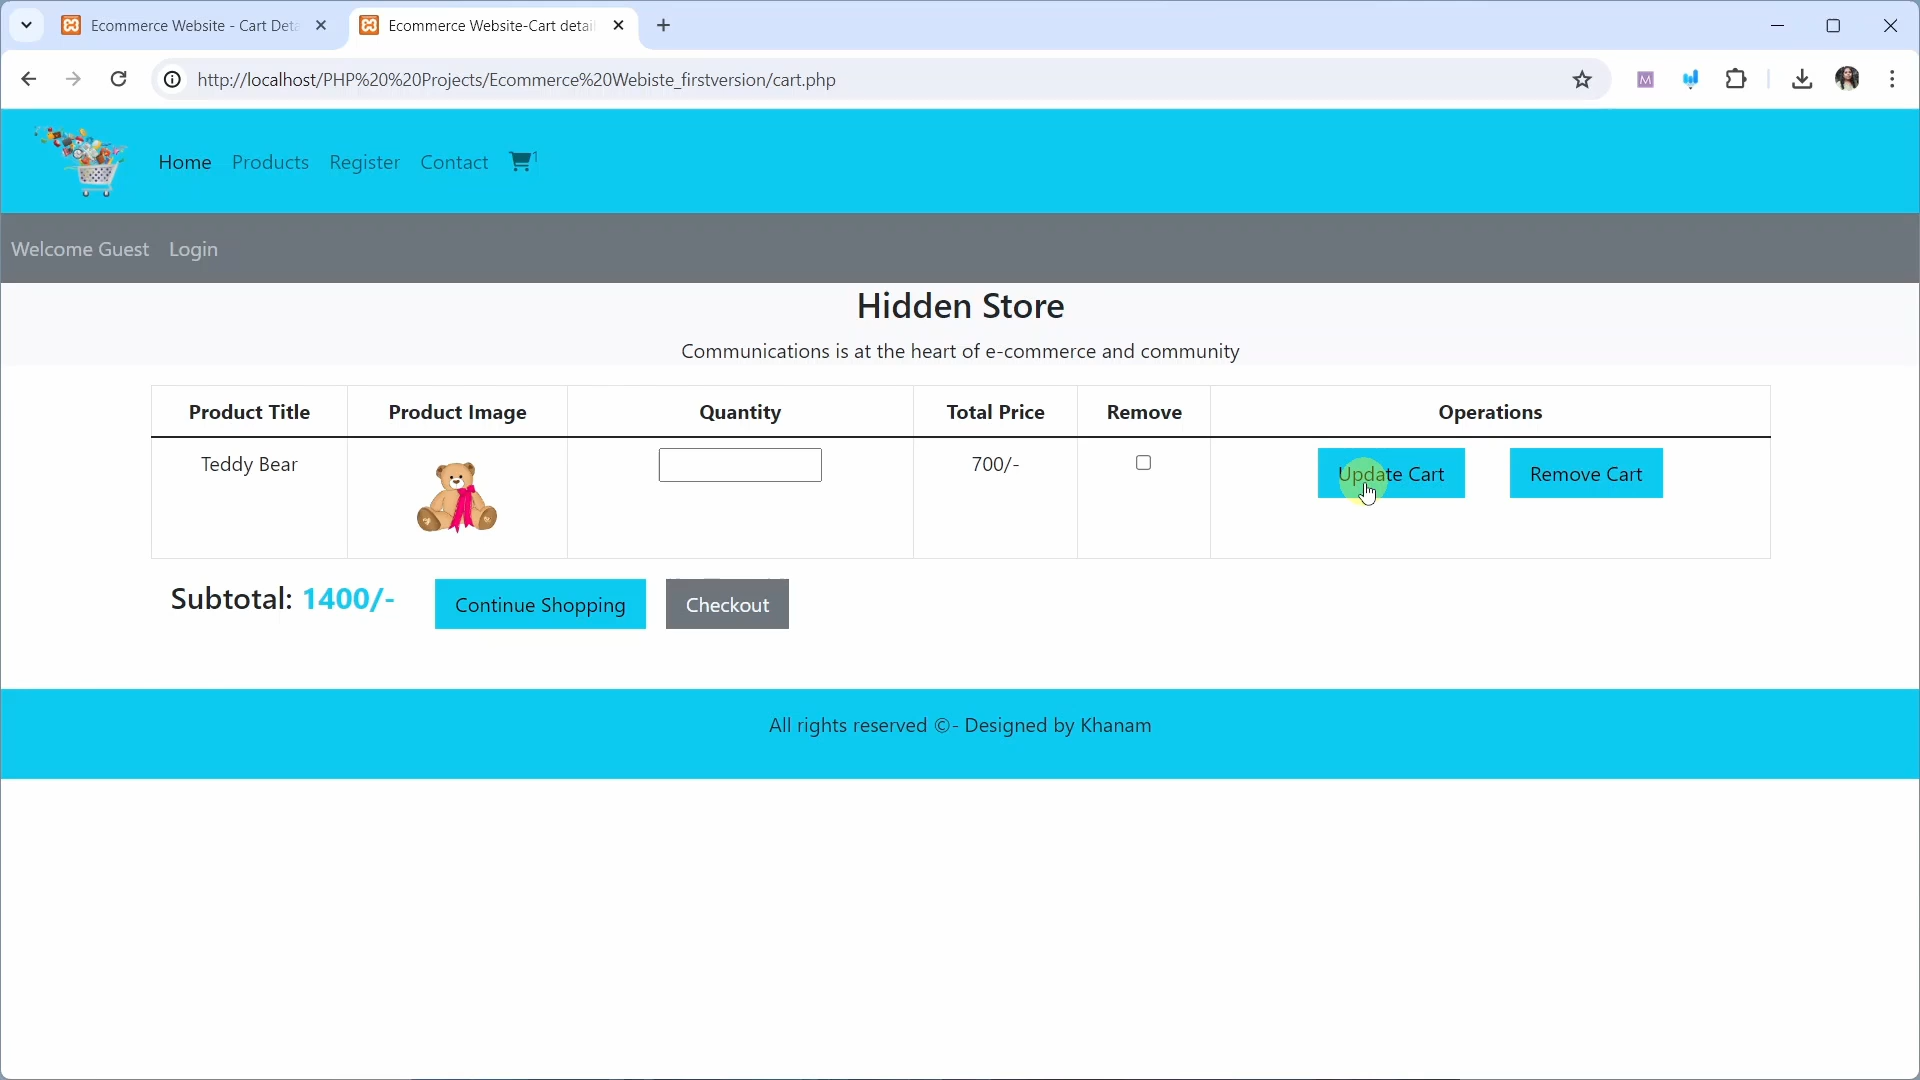 Ecommerce Website - Cart Deta
Ecommerce Website-Cart detai
http://localhost/PHP%20%20Projects/Ecommerce%20Webiste_firstversion/cart.php
M
Home Products Register Contact 1
Welcome Guest Login
Hidden Store
Communications is at the heart of e-commerce and community
Product Title Product Image Quantity Total Price Remove Operations
Teddy Bear 700/- Update Cart Remove Cart
Subtotal: 1400/- Continue Shopping Checkout
All rights reserved ©- Designed by Khanam